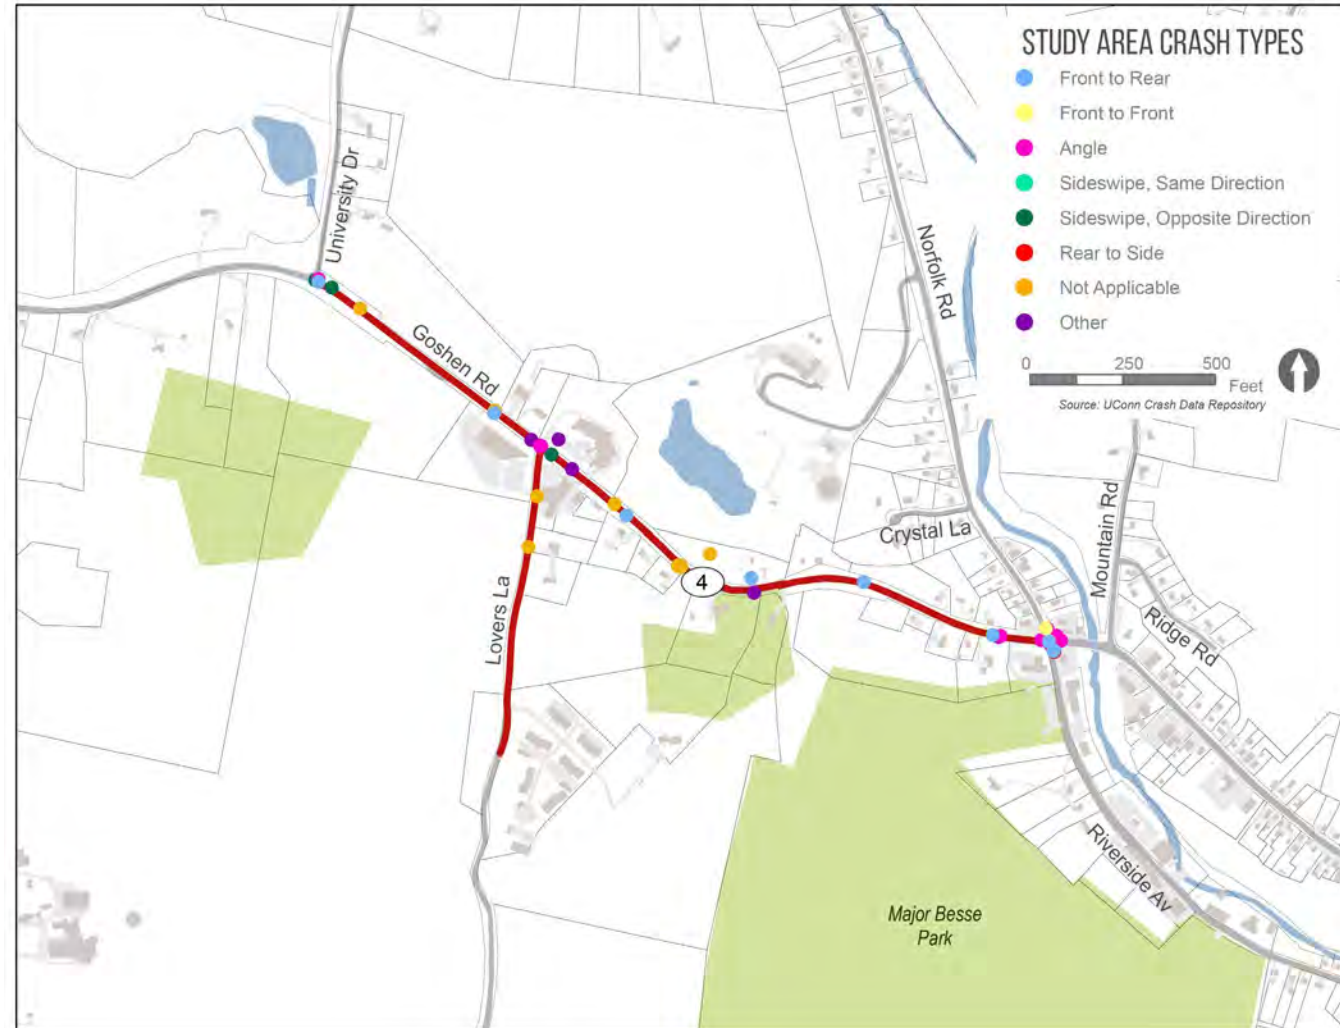 STUDY AREA CRASH TYPES
Front to Rear
Front to Front
Angle
Sideswipe, Same Direction
Sideswipe, Opposite Direction
Rear to Side
Not Applicable
Other
0 250 500
Feet
Source: UConn Crash Data Repository
University Dr
Norfolk Rd
Goshen Rd
Crystal La
Mountain Rd
Ridge Rd
4
Lovers La
Riverside Av
Major Besse
Park